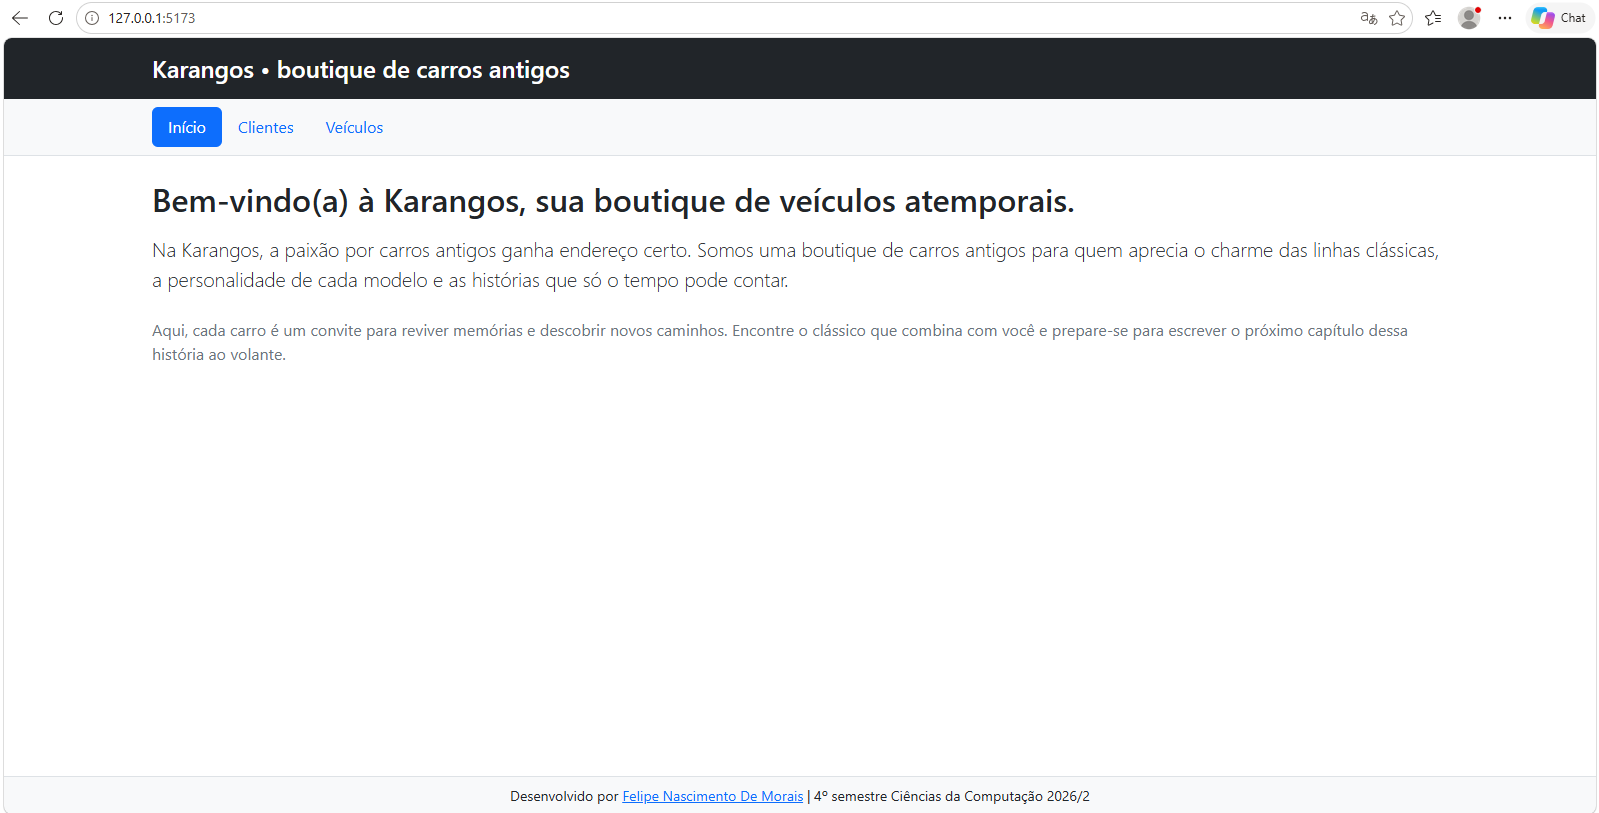 127.0.0.1:5173
Chat
Karangos • boutique de carros antigos
Início Clientes Veículos
Bem-vindo(a) à Karangos, sua boutique de veículos atemporais.
Na Karangos, a paixão por carros antigos ganha endereço certo. Somos uma boutique de carros antigos para quem aprecia o charme das linhas clássicas,
a personalidade de cada modelo e as histórias que só o tempo pode contar.
Aqui, cada carro é um convite para reviver memórias e descobrir novos caminhos. Encontre o clássico que combina com você e prepare-se para escrever o próximo capítulo dessa
história ao volante.
Desenvolvido por Felipe Nascimento De Morais | 4º semestre Ciências da Computação 2026/2